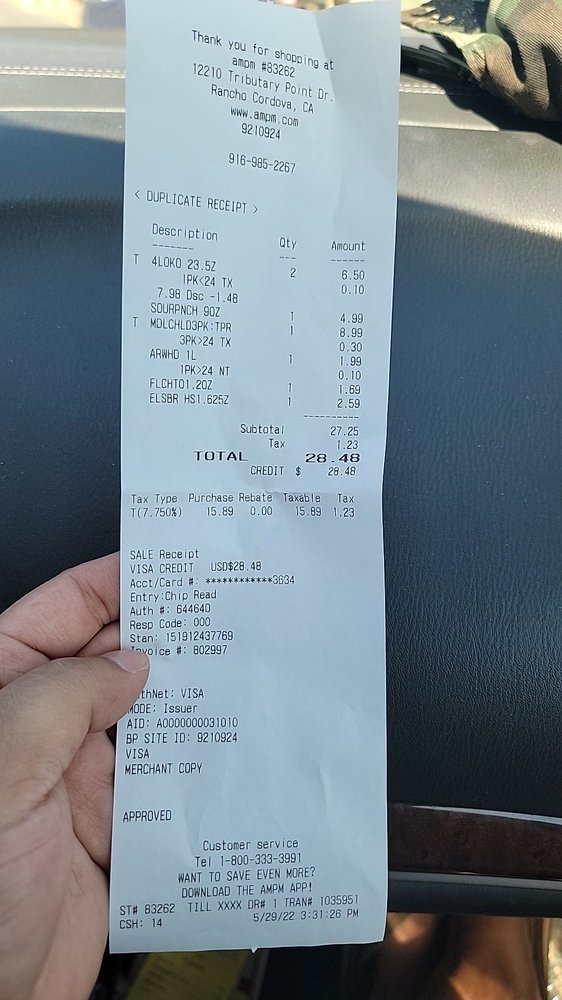 Thank you for shopping at
ampm #83262
12210 Tributary Point Dr.
Rancho Cordova, CA
www.ampm.com
9210924
916-985-2267
< DUPLICATE RECEIPT >
Description Qty Amount
------- --- ------
T 4LOKO 23.5Z 2 6.50
1PK<24 TX 0.10
7.98 Dsc -1.48
SOURPNCH 90Z 1 4.99
T MDLCHLD3PK:TPR 1 8.99
3PK>24 TX 0.30
ARWHD 1L 1 1.99
1PK>24 NT 0.10
FLCHTO1.20Z 1 1.69
ELSBR HS1.625Z 1 2.59
----------
Subtotal 27.25
Tax 1.23
TOTAL 28.48
CREDIT $ 28.48
Tax Type Purchase Rebate Taxable Tax
T(7.750%) 15.89 0.00 15.89 1.23
SALE Receipt
VISA CREDIT USD$28.48
Acct/Card #: ************3634
Entry:Chip Read
Auth #: 64464D
Resp Code: 000
Stan: 151912437769
Invoice #: 802997
thNet: VISA
MODE: Issuer
AID: A0000000031010
BP SITE ID: 9210924
VISA
MERCHANT COPY
APPROVED
Customer service
Tel 1-800-333-3991
WANT TO SAVE EVEN MORE?
DOWNLOAD THE AMPM APP!
ST# 83262 TILL XXXX DR# 1 TRAN# 1035951
CSH: 14 5/29/22 3:31:26 PM